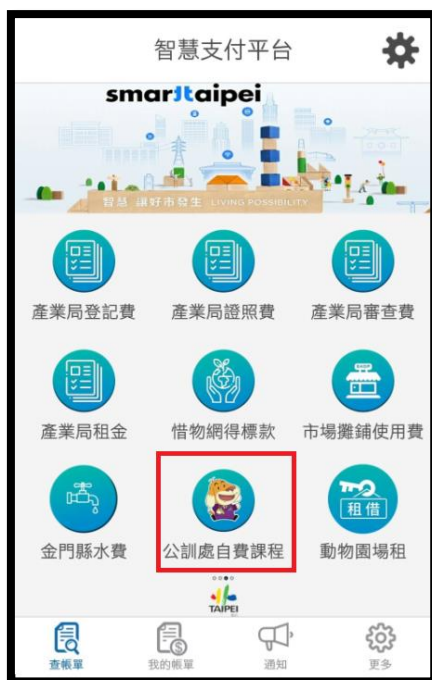 智慧支付平台
smarttaipei
智慧 讓好市發生 LIVING POSSIBILITY
產業局登記費 產業局證照費 產業局審查費
SHOP
產業局租金 惜物網得標款 市場攤鋪使用費
租借
金門縣水費 公訓處自費課程 動物園場租
TAIPEI
查帳單 我的帳單 通知 更多